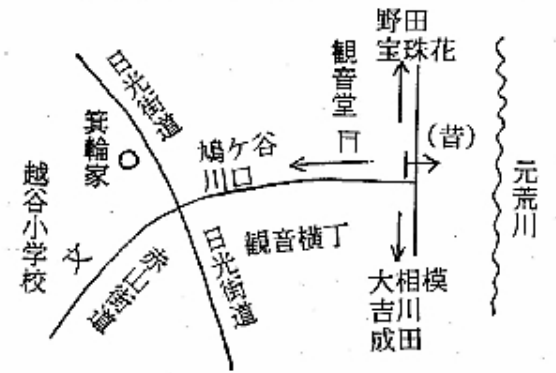 野田
宝珠花
観音堂
日光街道
(昔)
箕輪家
鳩ケ谷
川口
元荒川
越谷小学校
文
赤山街道
日光街道
観音横丁
大相模
吉川
成田